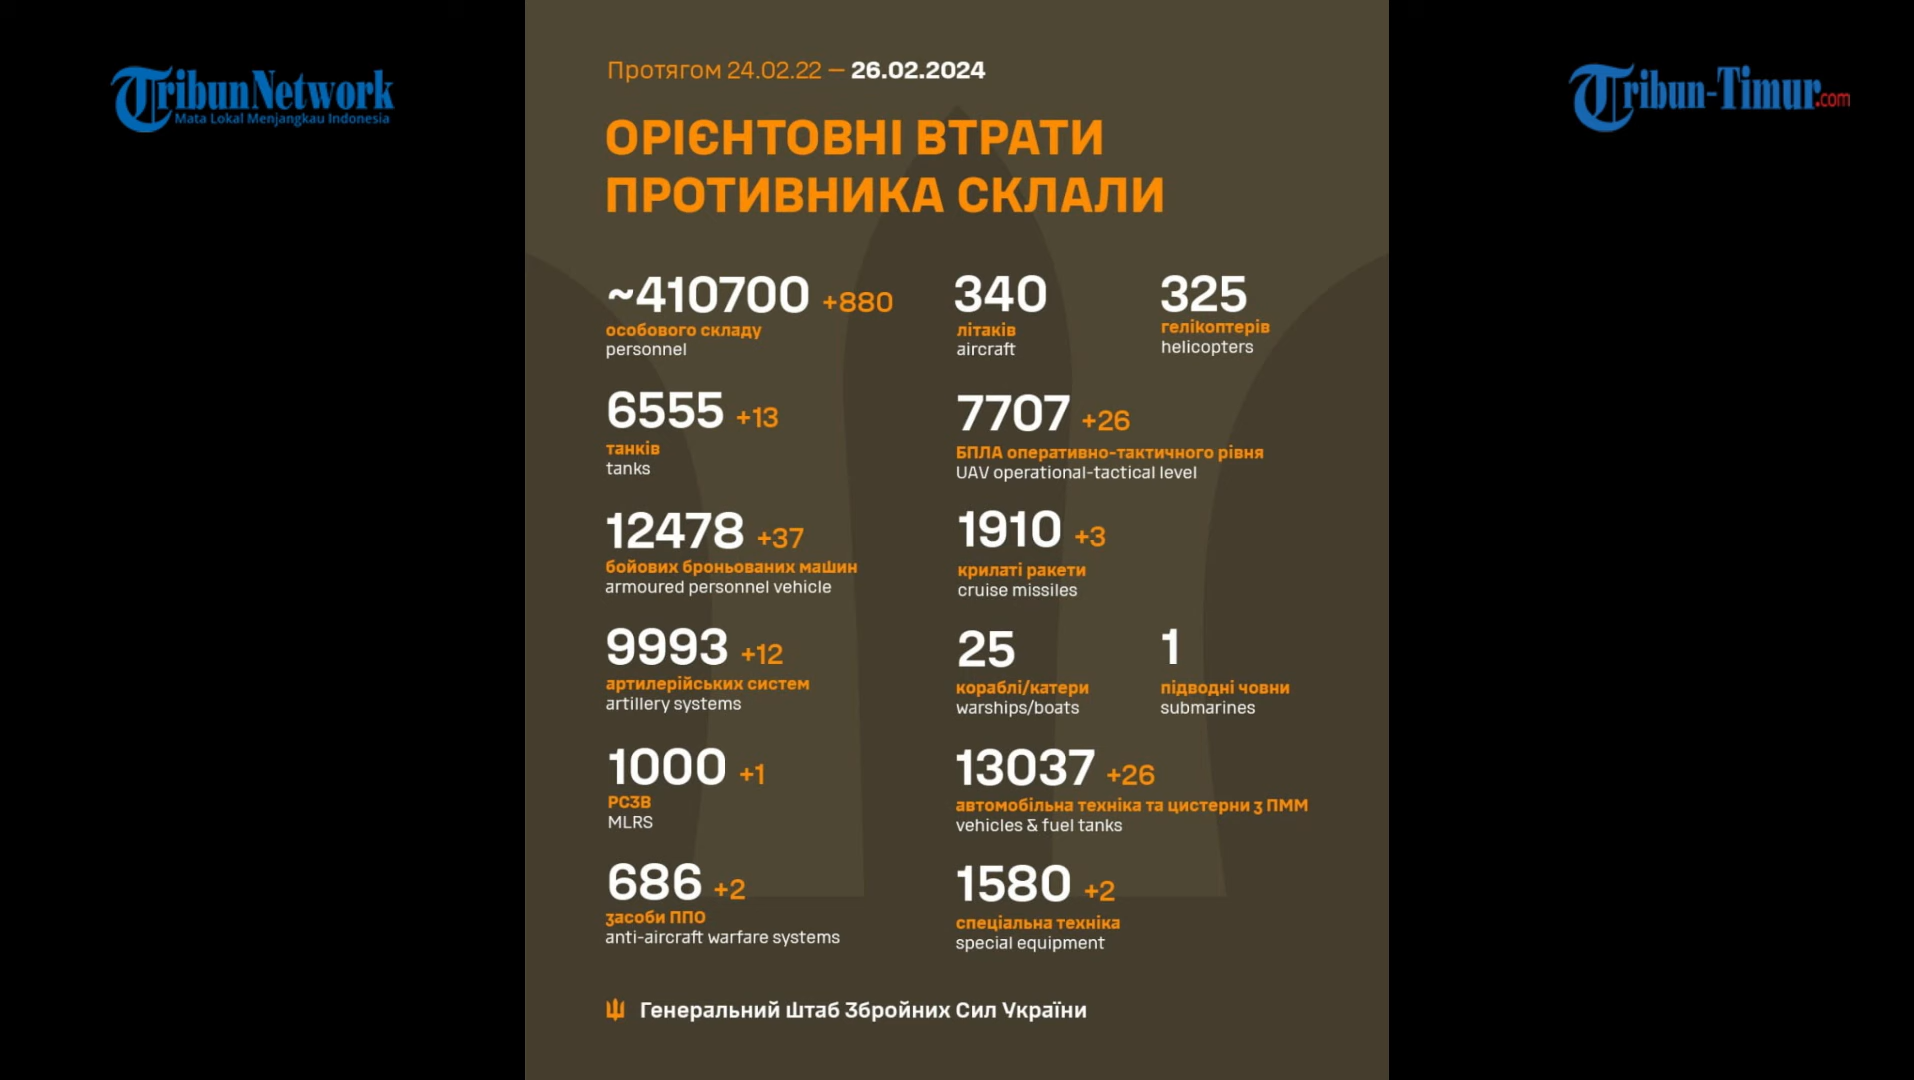 TribunNetwork
Mata Lokal Menjangkau Indonesia
Tribun-Timur.com
Протягом 24.02.22 — 26.02.2024
ОРІЄНТОВНІ ВТРАТИ
ПРОТИВНИКА СКЛАЛИ
~410700 +880
особового складу
personnel
340
літаків
aircraft
325
гелікоптерів
helicopters
6555 +13
танків
tanks
7707 +26
БПЛА оперативно-тактичного рівня
UAV operational-tactical level
12478 +37
бойових броньованих машин
armoured personnel vehicle
1910 +3
крилаті ракети
cruise missiles
9993 +12
артилерійських систем
artillery systems
25
кораблі/катери
warships/boats
1
підводні човни
submarines
1000 +1
РСЗВ
MLRS
13037 +26
автомобільна техніка та цистерни з ПММ
vehicles & fuel tanks
686 +2
засоби ППО
anti-aircraft warfare systems
1580 +2
спеціальна техніка
special equipment
Генеральний штаб Збройних Сил України